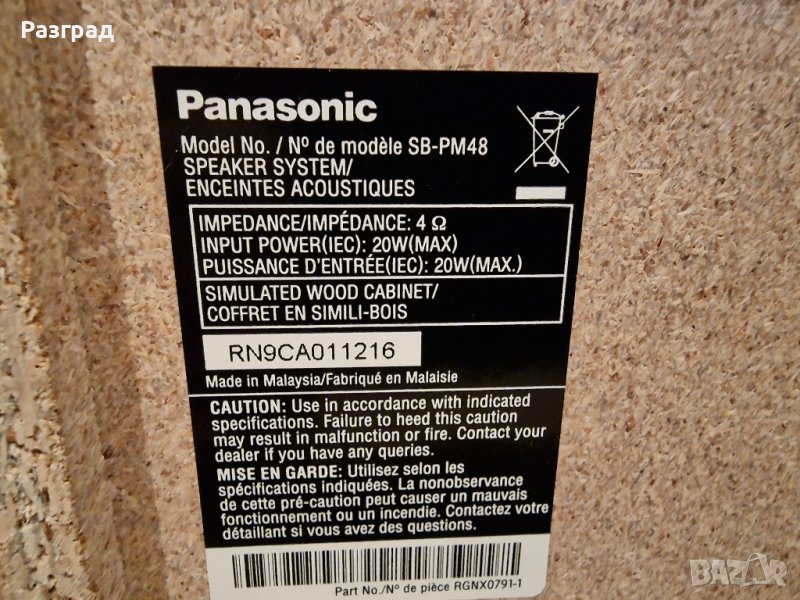 Разград
Panasonic
Model No. / Nº de modèle SB-PM48
SPEAKER SYSTEM/
ENCEINTES ACOUSTIQUES
IMPEDANCE/IMPÉDANCE: 4 Ω
INPUT POWER(IEC): 20W(MAX)
PUISSANCE D'ENTRÉE(IEC): 20W(MAX.)
SIMULATED WOOD CABINET/
COFFRET EN SIMILI-BOIS
RN9CA011216
Made in Malaysia/Fabriqué en Malaisie
CAUTION: Use in accordance with indicated
specifications. Failure to heed this caution
may result in malfunction or fire. Contact your
dealer if you have any queries.
MISE EN GARDE: Utilisez selon les
spécifications indiquées. La nonobservance
de cette pré-caution peut causer un mauvais
fonctionnement ou un incendie. Contactez votre
détaillant si vous avez des questions.
Part No./Nº de pièce RGNX0791-1
BAZAR